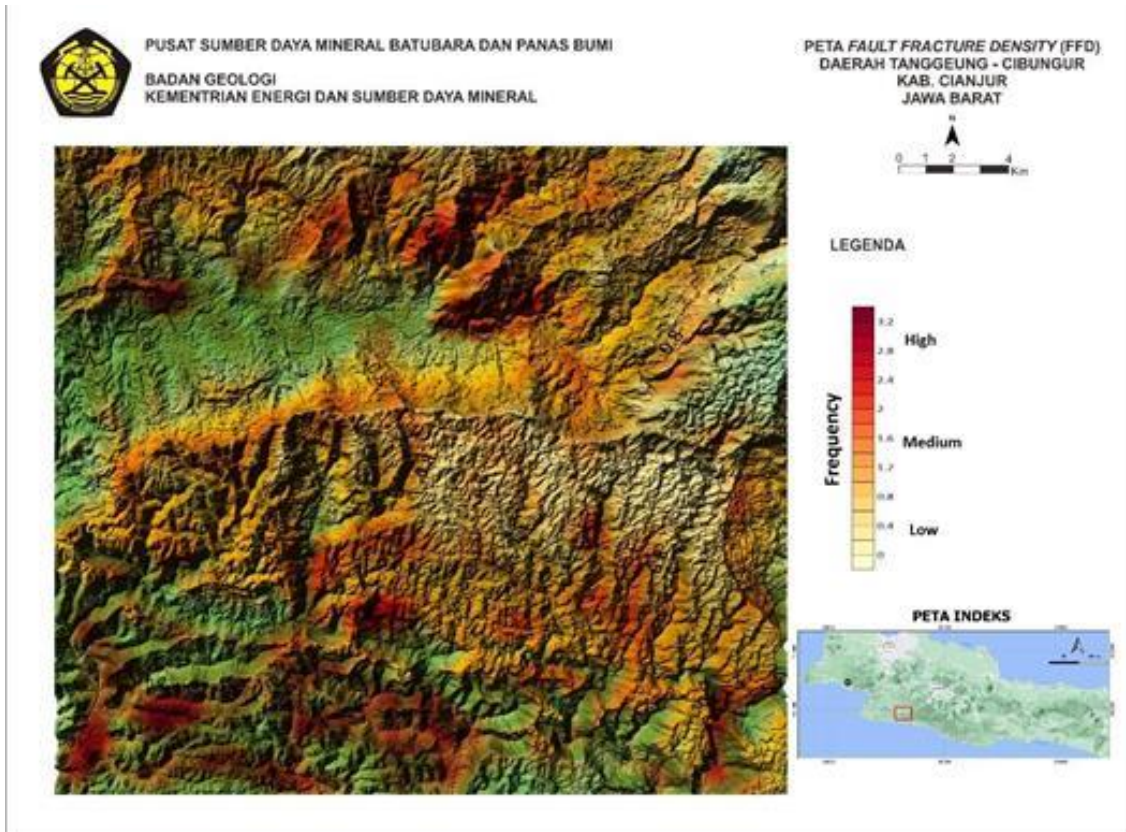 PUSAT SUMBER DAYA MINERAL BATUBARA DAN PANAS BUMI
BADAN GEOLOGI
KEMENTRIAN ENERGI DAN SUMBER DAYA MINERAL
PETA FAULT FRACTURE DENSITY (FFD)
DAERAH TANGGEUNG - CIBUNGUR
KAB. CIANJUR
JAWA BARAT
N
0 1 2 4
Km
LEGENDA
Frequency
3.2
2.8
2.4
2
1.6
1.2
0.8
0.4
0
High
Medium
Low
0.8
PETA INDEKS